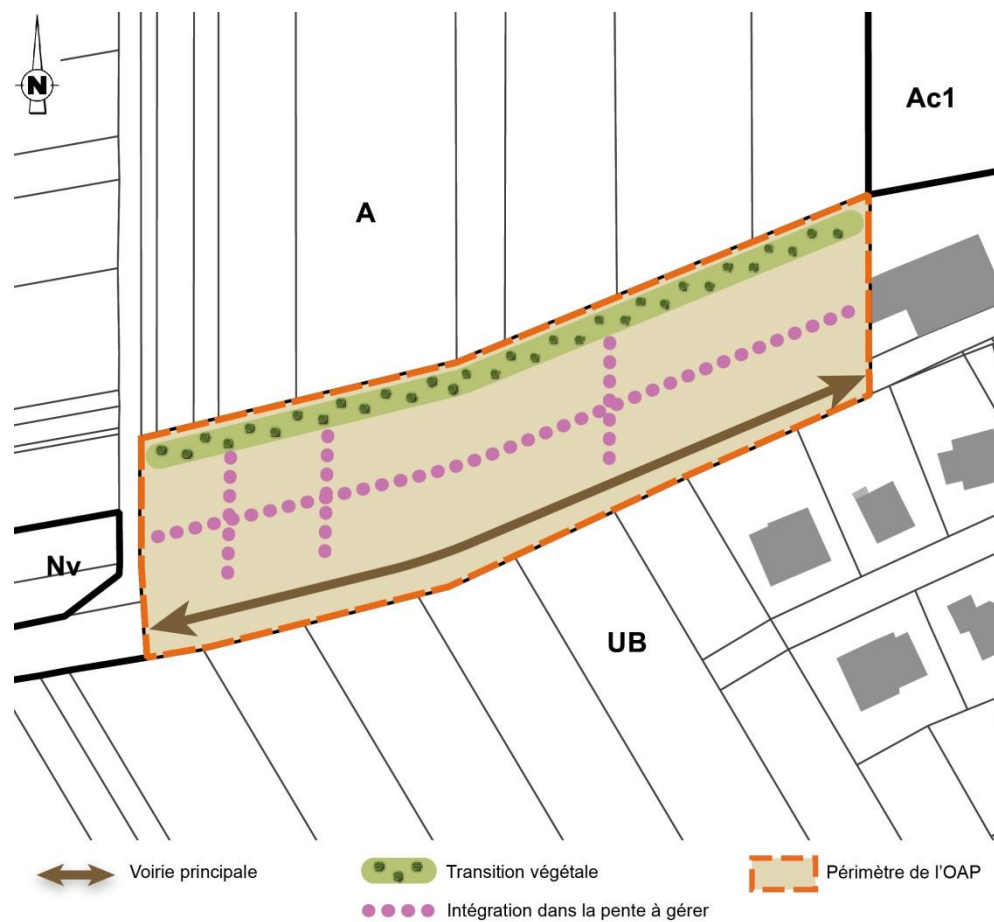 N
Ac1
A
Nv
UB
Voirie principale
Transition végétale
Périmètre de l'OAP
Intégration dans la pente à gérer